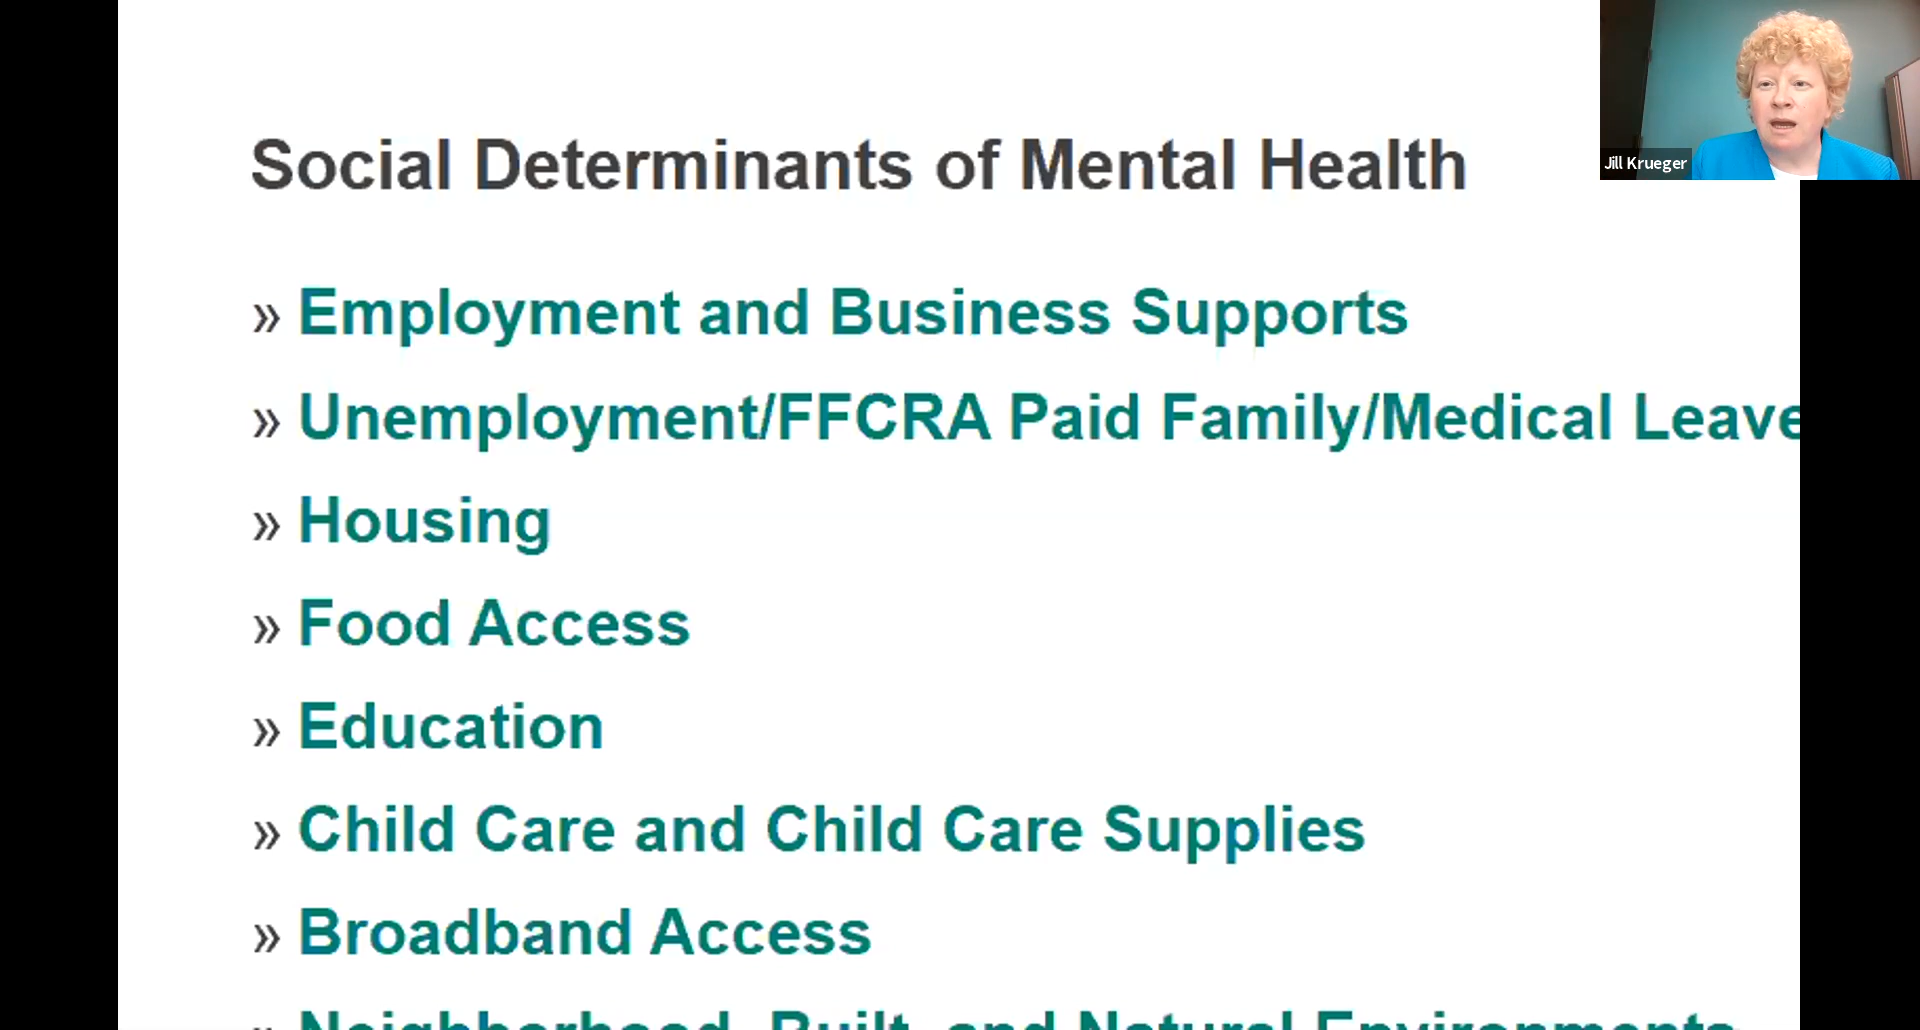 Social Determinants of Mental Health
Jill Krueger
» Employment and Business Supports
» Unemployment/FFCRA Paid Family/Medical Leave
» Housing
» Food Access
» Education
» Child Care and Child Care Supplies
» Broadband Access
» Neighborhood, Built, and Natural Environments